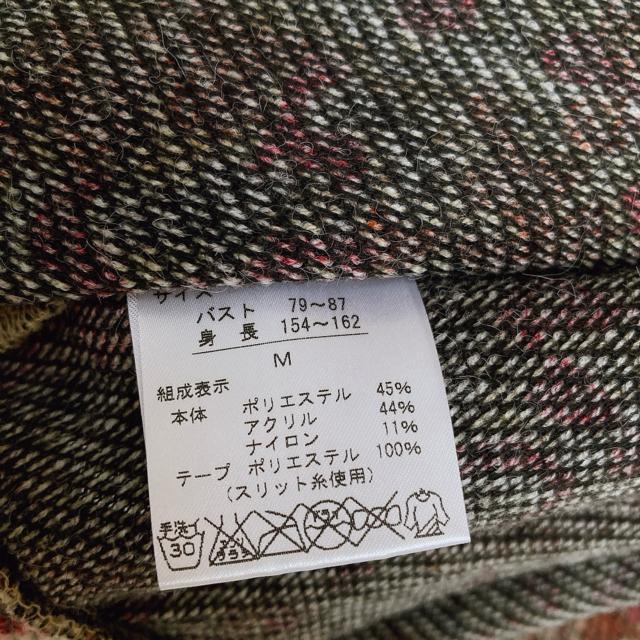 サイズ
バスト 79〜87
身長 154〜162
M
組成表示
本体 ポリエステル 45%
アクリル 44%
ナイロン 11%
テープ ポリエステル 100%
(スリット糸使用)
手洗イ
30